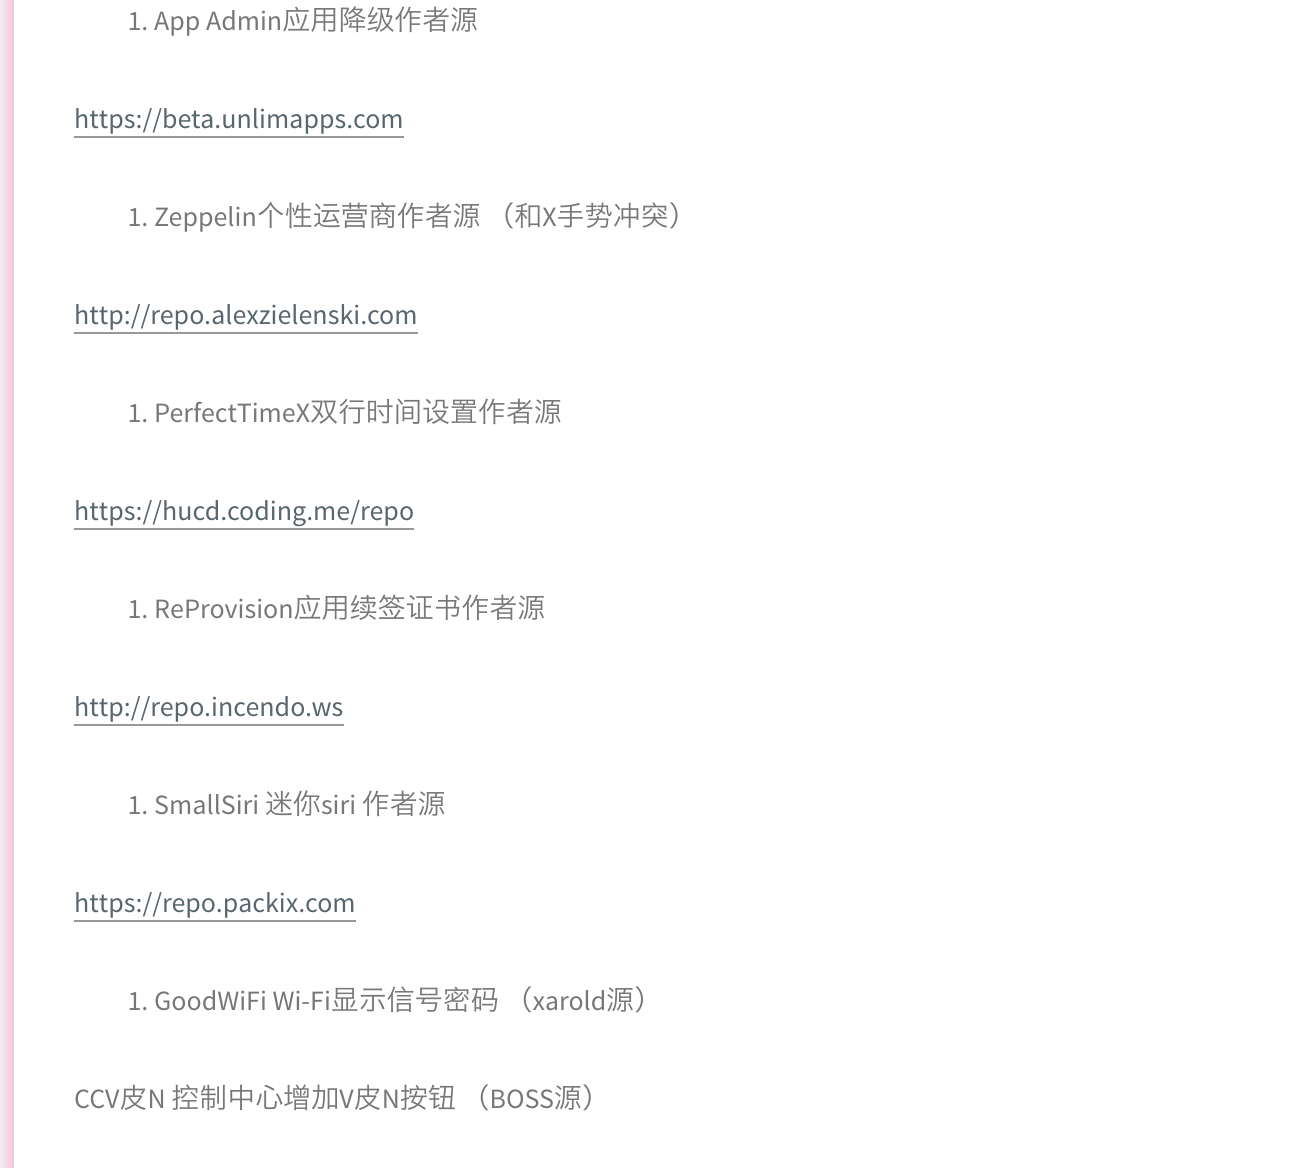 1. App Admin应用降级作者源
https://beta.unlimapps.com
1. Zeppelin个性运营商作者源 （和X手势冲突）
http://repo.alexzielenski.com
1. PerfectTimeX双行时间设置作者源
https://hucd.coding.me/repo
1. ReProvision应用续签证书作者源
http://repo.incendo.ws
1. SmallSiri 迷你siri 作者源
https://repo.packix.com
1. GoodWiFi Wi-Fi显示信号密码 （xarold源）
CCV皮N 控制中心增加V皮N按钮 （BOSS源）